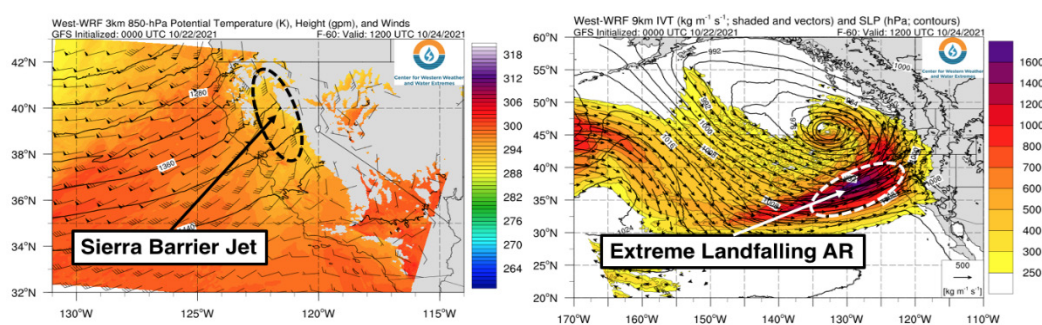 West-WRF 3km 850-hPa Potential Temperature (K), Height (gpm), and Winds
GFS Initialized: 0000 UTC 10/22/2021 F-60: Valid: 1200 UTC 10/24/2021
42°N
40°N
38°N
36°N
34°N
32°N
130°W 125°W 120°W 115°W
1280
1360
Center for Western Weather
and Water Extremes
Sierra Barrier Jet
318
312
306
300
294
288
282
276
270
264
West-WRF 9km IVT (kg m⁻¹ s⁻¹; shaded and vectors) and SLP (hPa; contours)
GFS Initialized: 0000 UTC 10/22/2021 F-60: Valid: 1200 UTC 10/24/2021
60°N
55°N
50°N
45°N
40°N
35°N
30°N
25°N
20°N
170°W 160°W 150°W 140°W 130°W 120°W 110°W
992
1000
1016
1024
Center for Western Weather
and Water Extremes
Extreme Landfalling AR
500
[kg m⁻¹ s⁻¹]
1600
1400
1200
1000
800
700
600
500
400
300
250